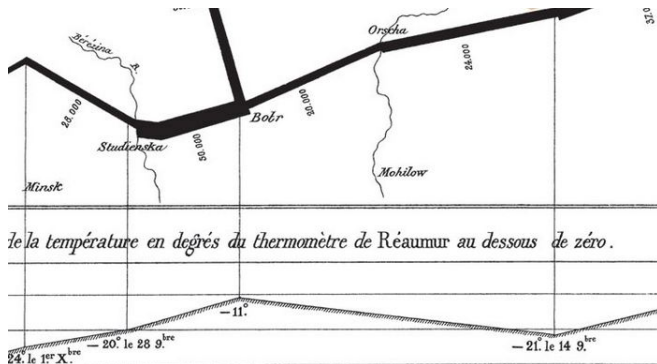 Orscha
Bérézina R.
24.000
20.000
28.000
Bobr
Studienska
50.000
Minsk
Mohilow
de la température en degrés du thermomètre de Réaumur au dessous de zéro.
— 11.°
— 20.° le 28 9.bre
— 21.° le 14 9.bre
24.° le 1.er X.bre